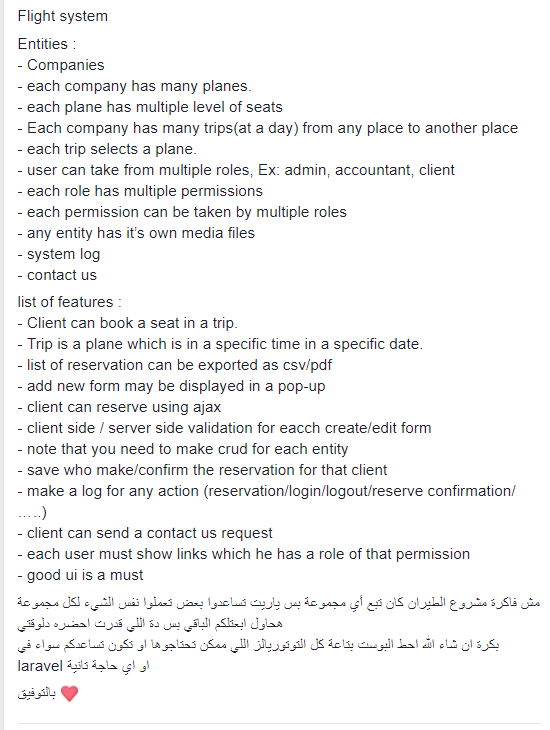 Flight system
Entities :
- Companies
- each company has many planes.
- each plane has multiple level of seats
- Each company has many trips(at a day) from any place to another place
- each trip selects a plane.
- user can take from multiple roles, Ex: admin, accountant, client
- each role has multiple permissions
- each permission can be taken by multiple roles
- any entity has it's own media files
- system log
- contact us
list of features :
- Client can book a seat in a trip.
- Trip is a plane which is in a specific time in a specific date.
- list of reservation can be exported as csv/pdf
- add new form may be displayed in a pop-up
- client can reserve using ajax
- client side / server side validation for eacch create/edit form
- note that you need to make crud for each entity
- save who make/confirm the reservation for that client
- make a log for any action (reservation/login/logout/reserve confirmation/
.....)
- client can send a contact us request
- each user must show links which he has a role of that permission
- good ui is a must
مش فاكرة مشروع الطيران كان تبع أي مجموعة بس ياريت تساعدوا بعض تعملوا نفس الشيء لكل مجموعة
هحاول ابعتلكم الباقي بس دة اللي قدرت احضره دلوقتي
بكرة ان شاء الله احط البوست بتاعة كل التوتوريالز اللي ممكن تحتاجوها او تكون تساعدكم سواء في
laravel او اي حاجة تانية
بالتوفيق ❤